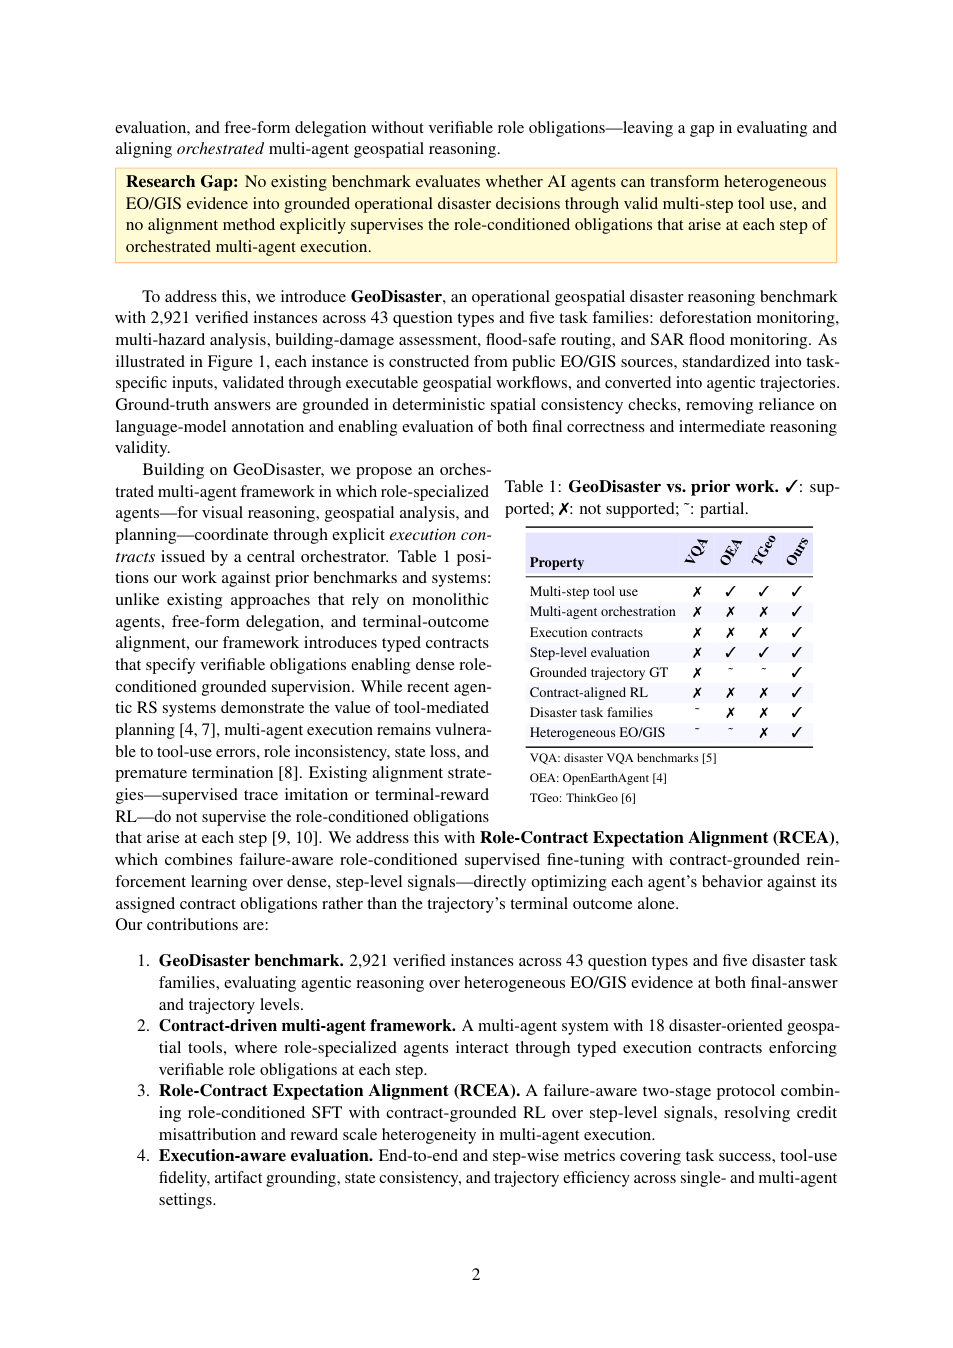 evaluation, and free-form delegation without verifiable role obligations—leaving a gap in evaluating and
aligning orchestrated multi-agent geospatial reasoning.
Research Gap: No existing benchmark evaluates whether AI agents can transform heterogeneous
EO/GIS evidence into grounded operational disaster decisions through valid multi-step tool use, and
no alignment method explicitly supervises the role-conditioned obligations that arise at each step of
orchestrated multi-agent execution.
To address this, we introduce GeoDisaster, an operational geospatial disaster reasoning benchmark
with 2,921 verified instances across 43 question types and five task families: deforestation monitoring,
multi-hazard analysis, building-damage assessment, flood-safe routing, and SAR flood monitoring. As
illustrated in Figure 1, each instance is constructed from public EO/GIS sources, standardized into task-
specific inputs, validated through executable geospatial workflows, and converted into agentic trajectories.
Ground-truth answers are grounded in deterministic spatial consistency checks, removing reliance on
language-model annotation and enabling evaluation of both final correctness and intermediate reasoning
validity.
Building on GeoDisaster, we propose an orches-
trated multi-agent framework in which role-specialized
agents—for visual reasoning, geospatial analysis, and
planning—coordinate through explicit execution con-
tracts issued by a central orchestrator. Table 1 posi-
tions our work against prior benchmarks and systems:
unlike existing approaches that rely on monolithic
agents, free-form delegation, and terminal-outcome
alignment, our framework introduces typed contracts
that specify verifiable obligations enabling dense role-
conditioned grounded supervision. While recent agen-
tic RS systems demonstrate the value of tool-mediated
planning [4, 7], multi-agent execution remains vulnera-
ble to tool-use errors, role inconsistency, state loss, and
premature termination [8]. Existing alignment strate-
gies—supervised trace imitation or terminal-reward
RL—do not supervise the role-conditioned obligations
that arise at each step [9, 10]. We address this with Role-Contract Expectation Alignment (RCEA),
which combines failure-aware role-conditioned supervised fine-tuning with contract-grounded rein-
forcement learning over dense, step-level signals—directly optimizing each agent's behavior against its
assigned contract obligations rather than the trajectory's terminal outcome alone.
Table 1: GeoDisaster vs. prior work. ✓: sup-
ported; ✗: not supported; ˜: partial.
Property VQA OEA TGeo Ours
Multi-step tool use ✗ ✓ ✓ ✓
Multi-agent orchestration ✗ ✗ ✗ ✓
Execution contracts ✗ ✗ ✗ ✓
Step-level evaluation ✗ ✓ ✓ ✓
Grounded trajectory GT ✗ ˜ ˜ ✓
Contract-aligned RL ✗ ✗ ✗ ✓
Disaster task families ˜ ✗ ✗ ✓
Heterogeneous EO/GIS ˜ ˜ ✗ ✓
VQA: disaster VQA benchmarks [5]
OEA: OpenEarthAgent [4]
TGeo: ThinkGeo [6]
Our contributions are:
1. GeoDisaster benchmark. 2,921 verified instances across 43 question types and five disaster task
families, evaluating agentic reasoning over heterogeneous EO/GIS evidence at both final-answer
and trajectory levels.
2. Contract-driven multi-agent framework. A multi-agent system with 18 disaster-oriented geospa-
tial tools, where role-specialized agents interact through typed execution contracts enforcing
verifiable role obligations at each step.
3. Role-Contract Expectation Alignment (RCEA). A failure-aware two-stage protocol combin-
ing role-conditioned SFT with contract-grounded RL over step-level signals, resolving credit
misattribution and reward scale heterogeneity in multi-agent execution.
4. Execution-aware evaluation. End-to-end and step-wise metrics covering task success, tool-use
fidelity, artifact grounding, state consistency, and trajectory efficiency across single- and multi-agent
settings.
2